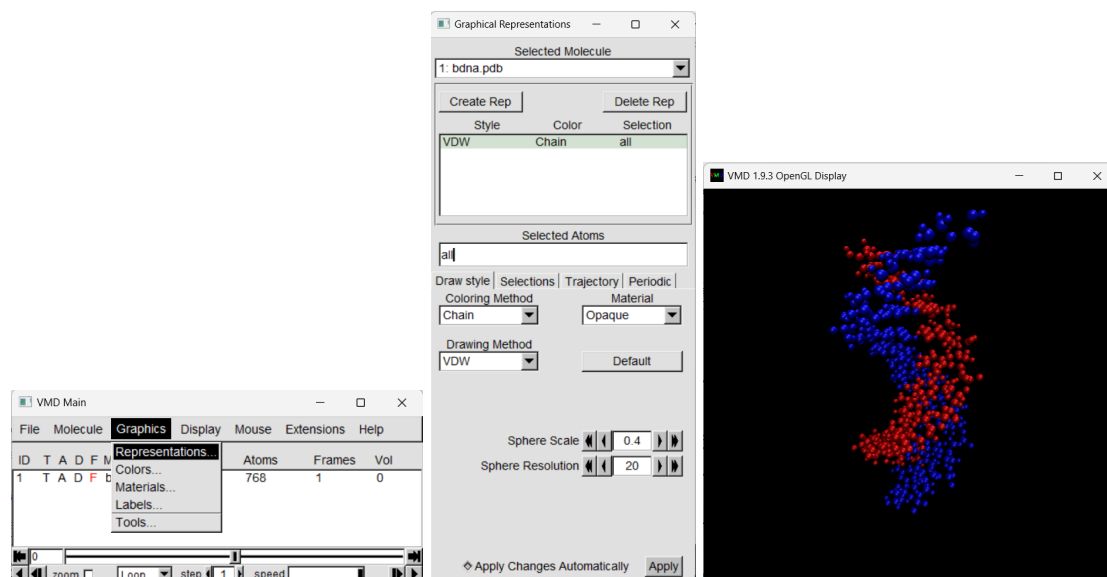 Graphical Representations
Selected Molecule
1: bdna.pdb
Create Rep Delete Rep
Style Color Selection
VDW Chain all
Selected Atoms
all
Draw style Selections Trajectory Periodic
Coloring Method Material
Chain Opaque
Drawing Method
VDW Default
Sphere Scale 0.4
Sphere Resolution 20
Apply Changes Automatically Apply
VMD Main
File Molecule Graphics Display Mouse Extensions Help
ID T A D F M Atoms Frames Vol
1 T A D F b 768 1 0
Representations...
Colors...
Materials...
Labels...
Tools...
0
zoom Loop step 1 speed
VMD 1.9.3 OpenGL Display